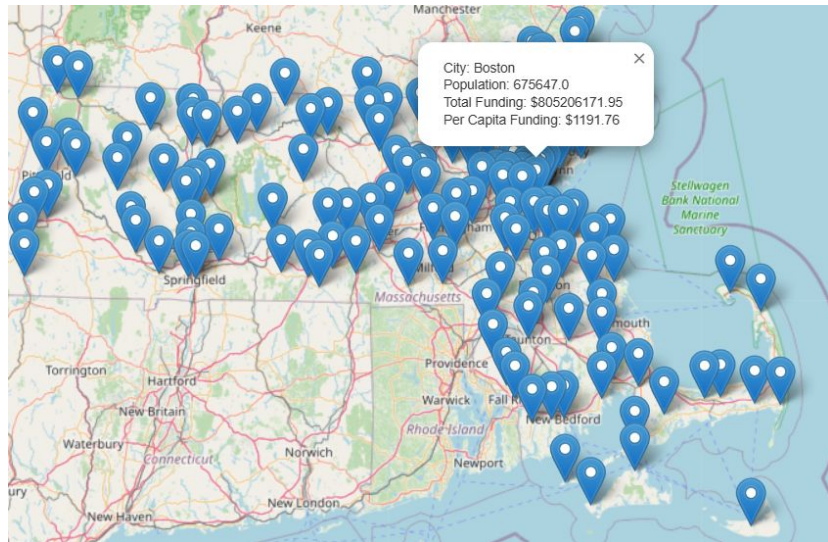 Manchester
Keene
City: Boston
Population: 675647.0
Total Funding: $805206171.95
Per Capita Funding: $1191.76
Stellwagen
Bank National
Marine
Sanctuary
Springfield
Massachusetts
Torrington
Hartford
Providence
New Britain
Warwick
Fall
New Bedford
Rhode Island
Waterbury
Connecticut
Norwich
Newport
New London
New Haven